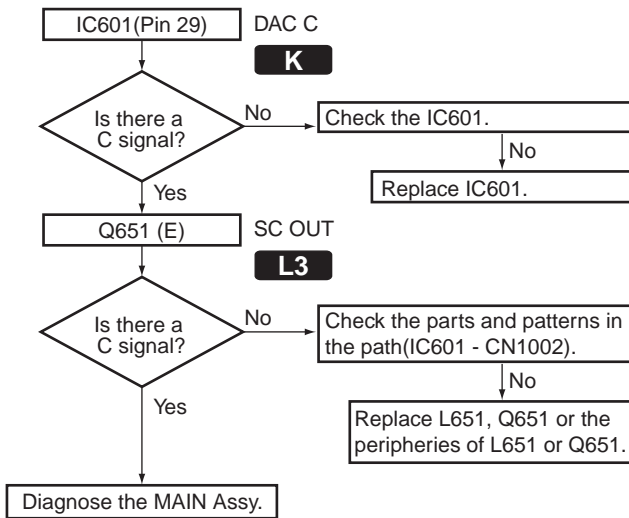 IC601(Pin 29)
DAC C
K
Is there a
C signal?
No
Check the IC601.
No
Replace IC601.
Yes
Q651 (E)
SC OUT
L3
Is there a
C signal?
No
Check the parts and patterns in
the path(IC601 - CN1002).
No
Replace L651, Q651 or the
peripheries of L651 or Q651.
Yes
Diagnose the MAIN Assy.